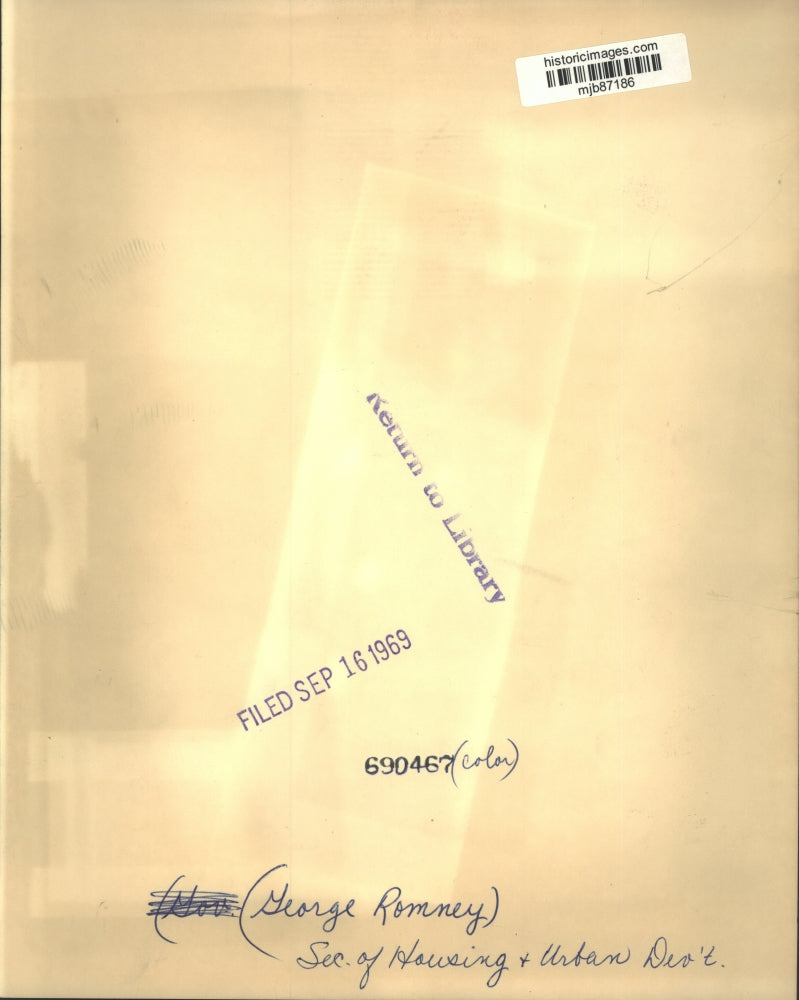 historicimages.com
mjb87186
Return to Library
FILED SEP 16 1969
690467 (color)
(Gov. (George Romney)
Sec. of Housing + Urban Dev't.